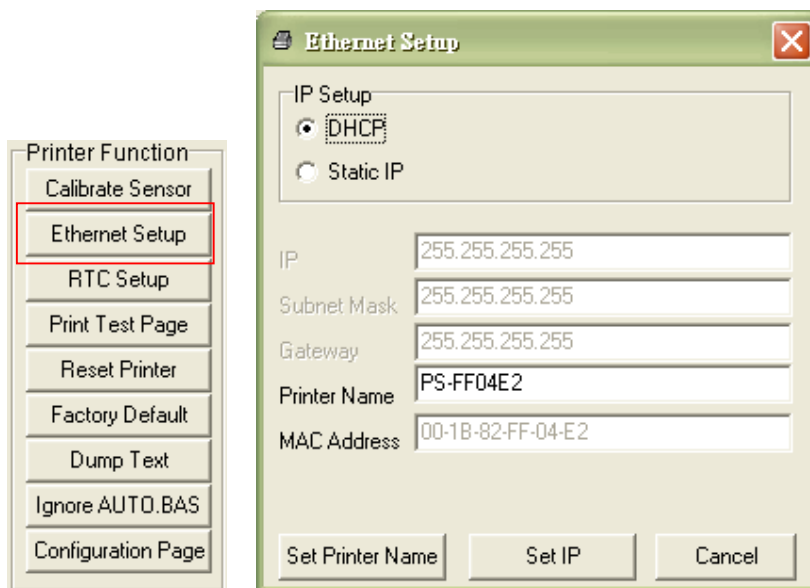 Printer Function
Calibrate Sensor
Ethernet Setup
RTC Setup
Print Test Page
Reset Printer
Factory Default
Dump Text
Ignore AUTO.BAS
Configuration Page
Ethernet Setup
IP Setup
DHCP
Static IP
IP 255.255.255.255
Subnet Mask 255.255.255.255
Gateway 255.255.255.255
Printer Name PS-FF04E2
MAC Address 00-1B-82-FF-04-E2
Set Printer Name Set IP Cancel